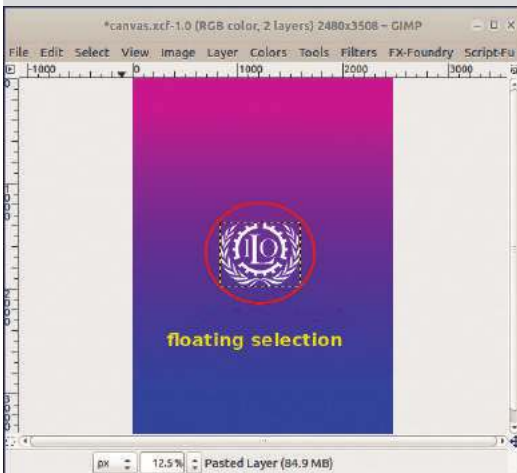 *canvas.xcf-1.0 (RGB color, 2 layers) 2480x3508 – GIMP
File Edit Select View Image Layer Colors Tools Filters FX-Foundry Script-Fu
-1000 0 1000 2000 3000
ILO
floating selection
px 12.5% Pasted Layer (84.9 MB)